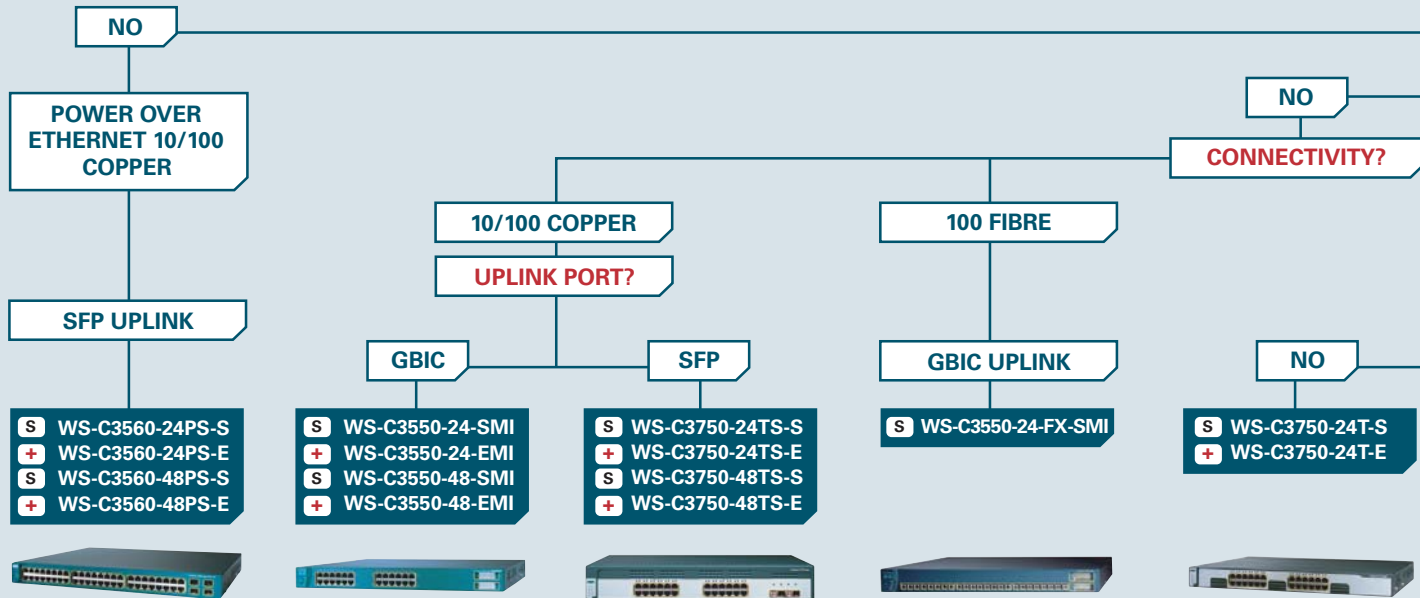 NO
POWER OVER
ETHERNET 10/100
COPPER
SFP UPLINK
S WS-C3560-24PS-S
+ WS-C3560-24PS-E
S WS-C3560-48PS-S
+ WS-C3560-48PS-E
NO
CONNECTIVITY?
10/100 COPPER
UPLINK PORT?
GBIC
S WS-C3550-24-SMI
+ WS-C3550-24-EMI
S WS-C3550-48-SMI
+ WS-C3550-48-EMI
SFP
S WS-C3750-24TS-S
+ WS-C3750-24TS-E
S WS-C3750-48TS-S
+ WS-C3750-48TS-E
100 FIBRE
GBIC UPLINK
S WS-C3550-24-FX-SMI
NO
S WS-C3750-24T-S
+ WS-C3750-24T-E